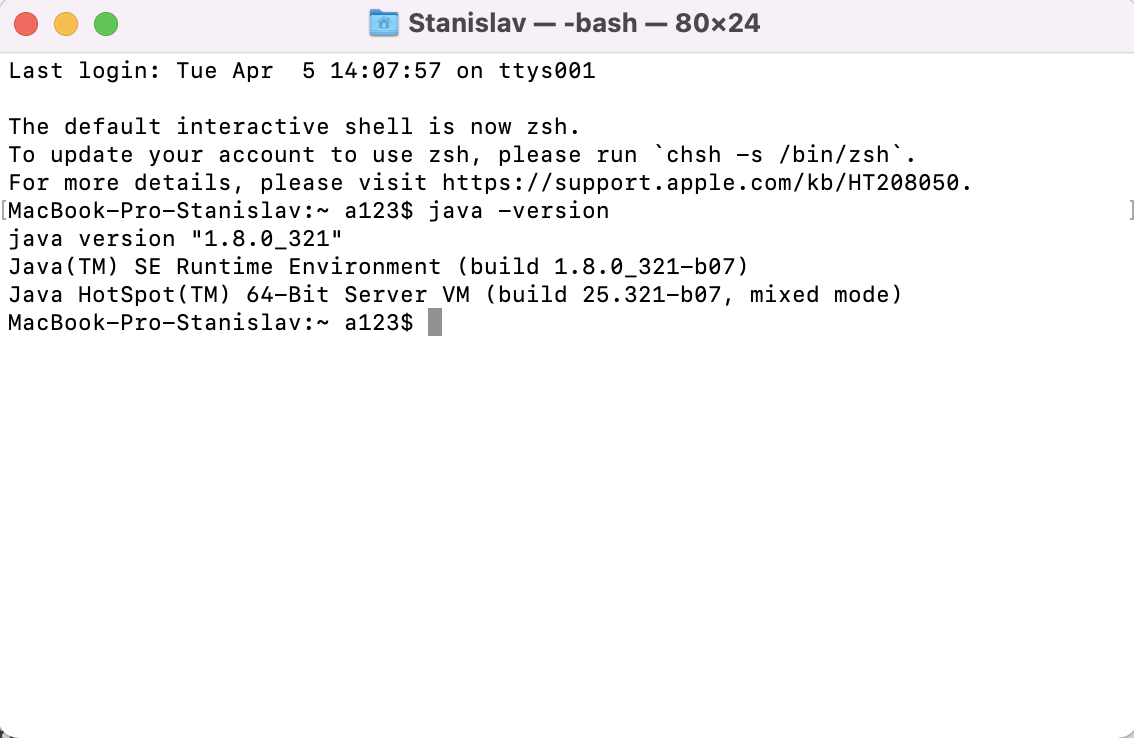 Stanislav — -bash — 80×24
Last login: Tue Apr  5 14:07:57 on ttys001
The default interactive shell is now zsh.
To update your account to use zsh, please run `chsh -s /bin/zsh`.
For more details, please visit https://support.apple.com/kb/HT208050.
[MacBook-Pro-Stanislav:~ a123$ java -version]
java version "1.8.0_321"
Java(TM) SE Runtime Environment (build 1.8.0_321-b07)
Java HotSpot(TM) 64-Bit Server VM (build 25.321-b07, mixed mode)
MacBook-Pro-Stanislav:~ a123$